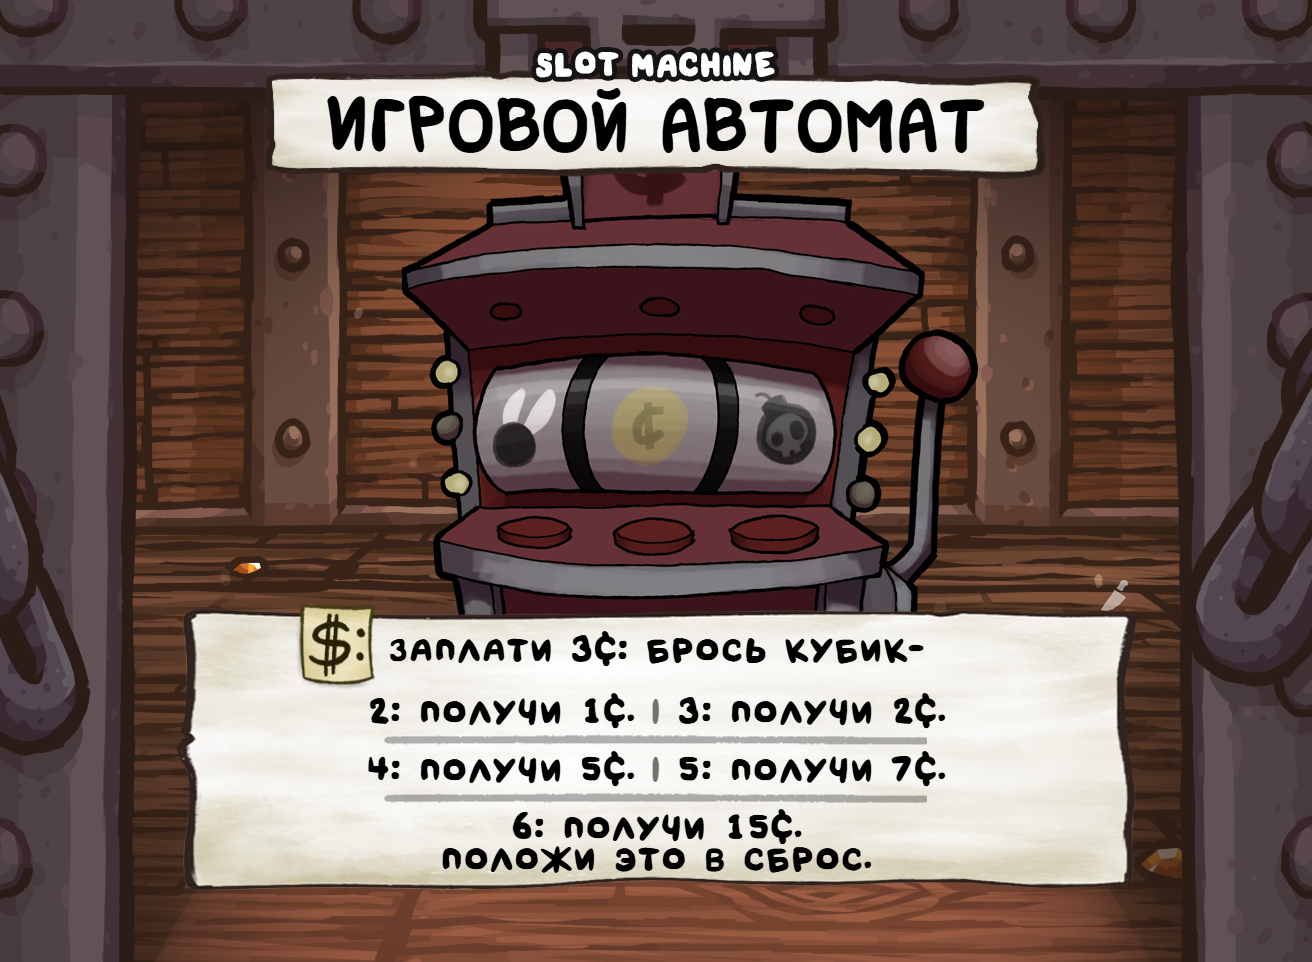 SLOT MACHINE
ИГРОВОЙ АВТОМАТ
¢
$: ЗАПЛАТИ 3¢: БРОСЬ КУБИК-
2: ПОЛУЧИ 1¢. | 3: ПОЛУЧИ 2¢.
4: ПОЛУЧИ 5¢. | 5: ПОЛУЧИ 7¢.
6: ПОЛУЧИ 15¢.
ПОЛОЖИ ЭТО В СБРОС.